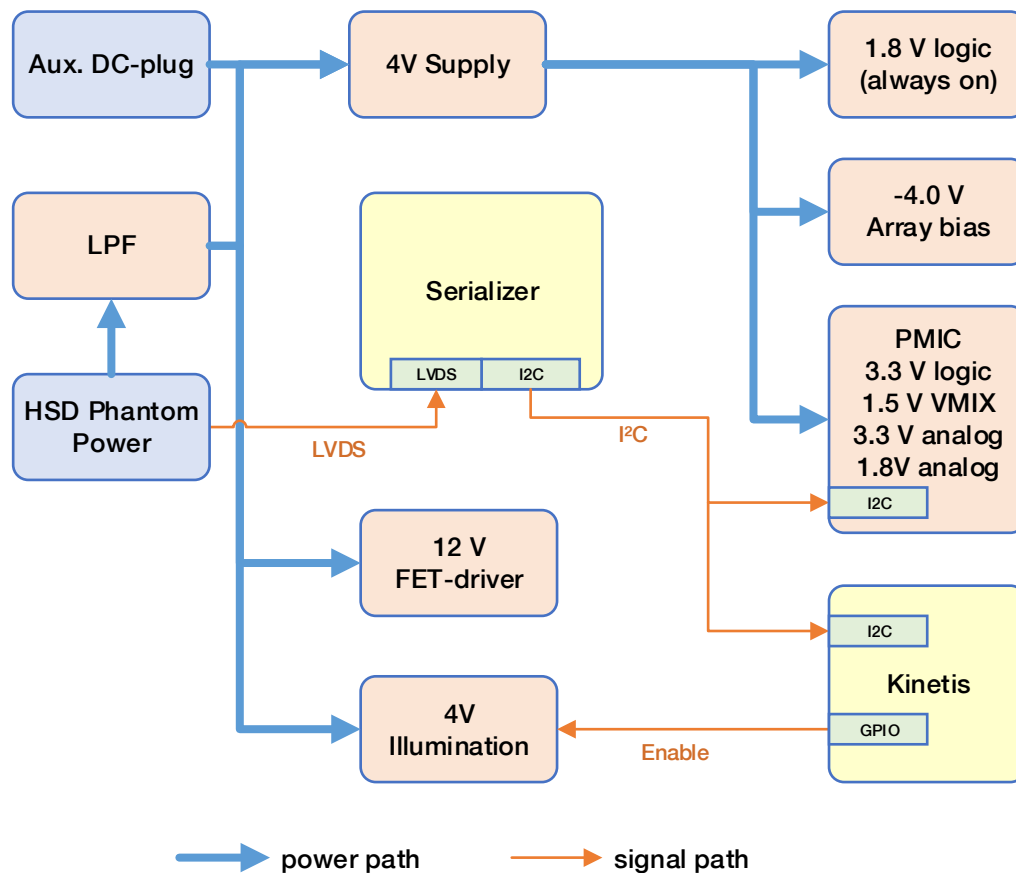 Aux. DC-plug
4V Supply
1.8 V logic
(always on)
LPF
-4.0 V
Array bias
Serializer
LVDS
I2C
HSD Phantom
Power
LVDS
I²C
PMIC
3.3 V logic
1.5 V VMIX
3.3 V analog
1.8V analog
I2C
12 V
FET-driver
I2C
Kinetis
GPIO
4V
Illumination
Enable
power path
signal path